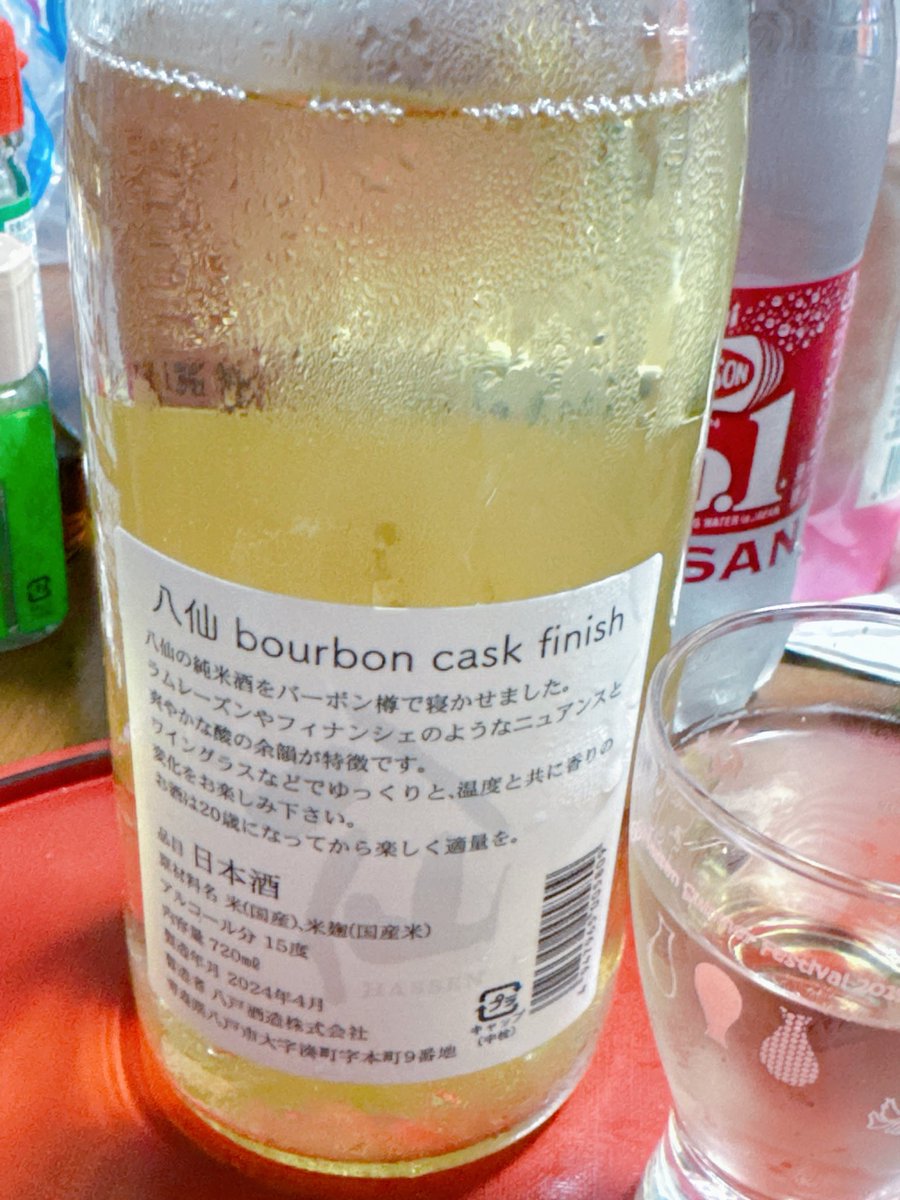 八仙 bourbon cask finish
八仙の純米酒をバーボン樽で寝かせました。
ラムレーズンやフィナンシェのようなニュアンスと
爽やかな酸の余韻が特徴です。
ワイングラスなどでゆっくりと、温度と共に香りの
変化をお楽しみ下さい。
お酒は20歳になってから楽しく適量を。
品目 日本酒
原材料名 米(国産)、米麹(国産米)
アルコール分 15度
内容量 720㎖
製造年月 2024年4月
製造者 八戸酒造株式会社
青森県八戸市大字湊町字本町9番地
HASSEN
プラ
キャップ
(中栓)
SON
.1
WATER IN JAPAN
SAN
Festival